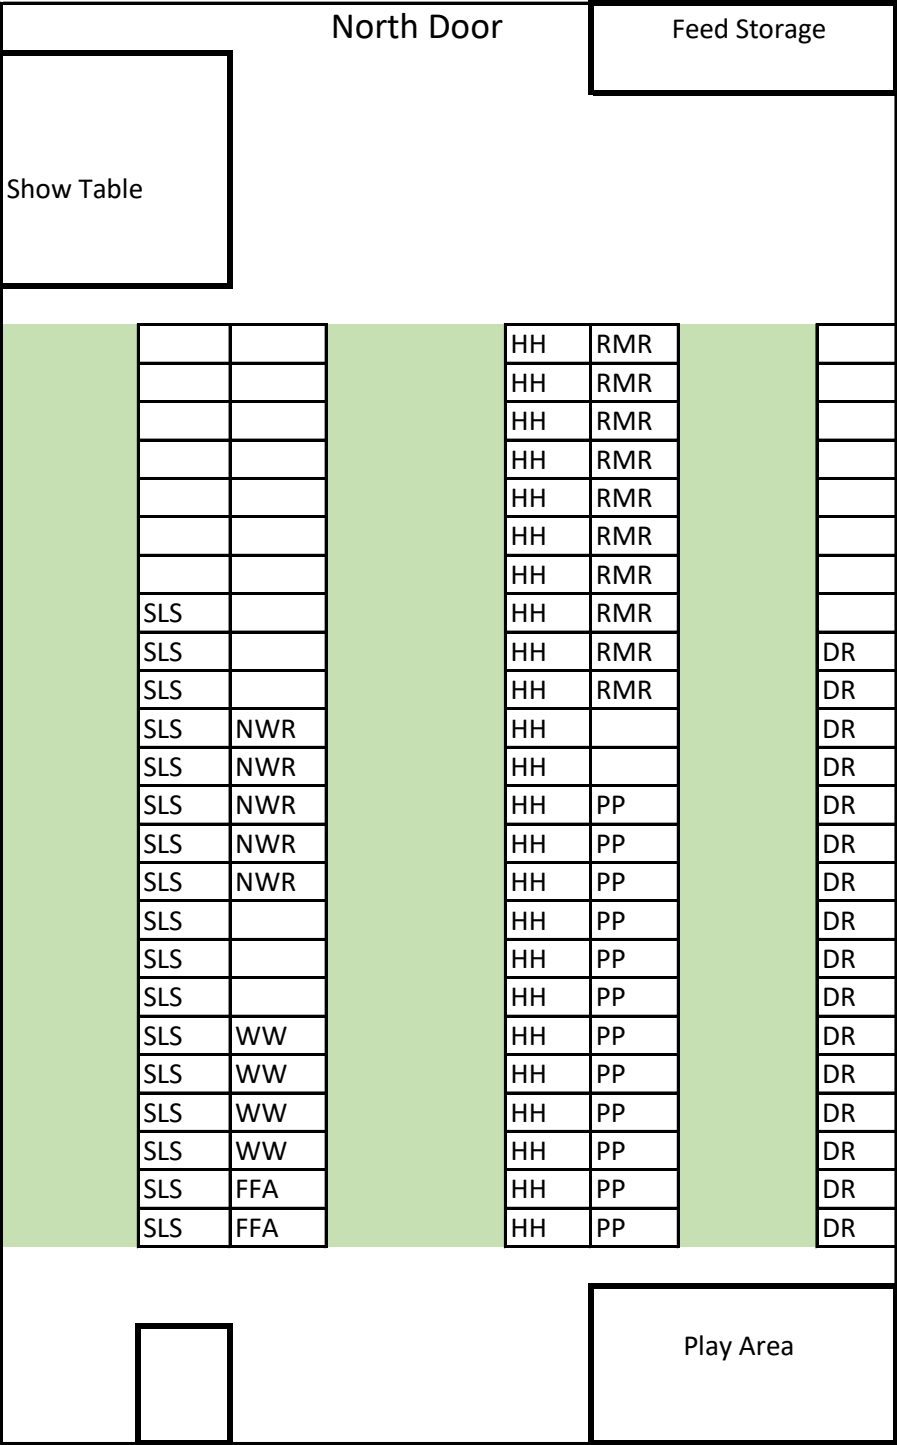 North Door
Feed Storage
Show Table
HH RMR
HH RMR
HH RMR
HH RMR
HH RMR
HH RMR
HH RMR
SLS HH RMR
SLS HH RMR DR
SLS HH RMR DR
SLS NWR HH DR
SLS NWR HH DR
SLS NWR HH PP DR
SLS NWR HH PP DR
SLS NWR HH PP DR
SLS HH PP DR
SLS HH PP DR
SLS HH PP DR
SLS WW HH PP DR
SLS WW HH PP DR
SLS WW HH PP DR
SLS WW HH PP DR
SLS FFA HH PP DR
SLS FFA HH PP DR
Play Area